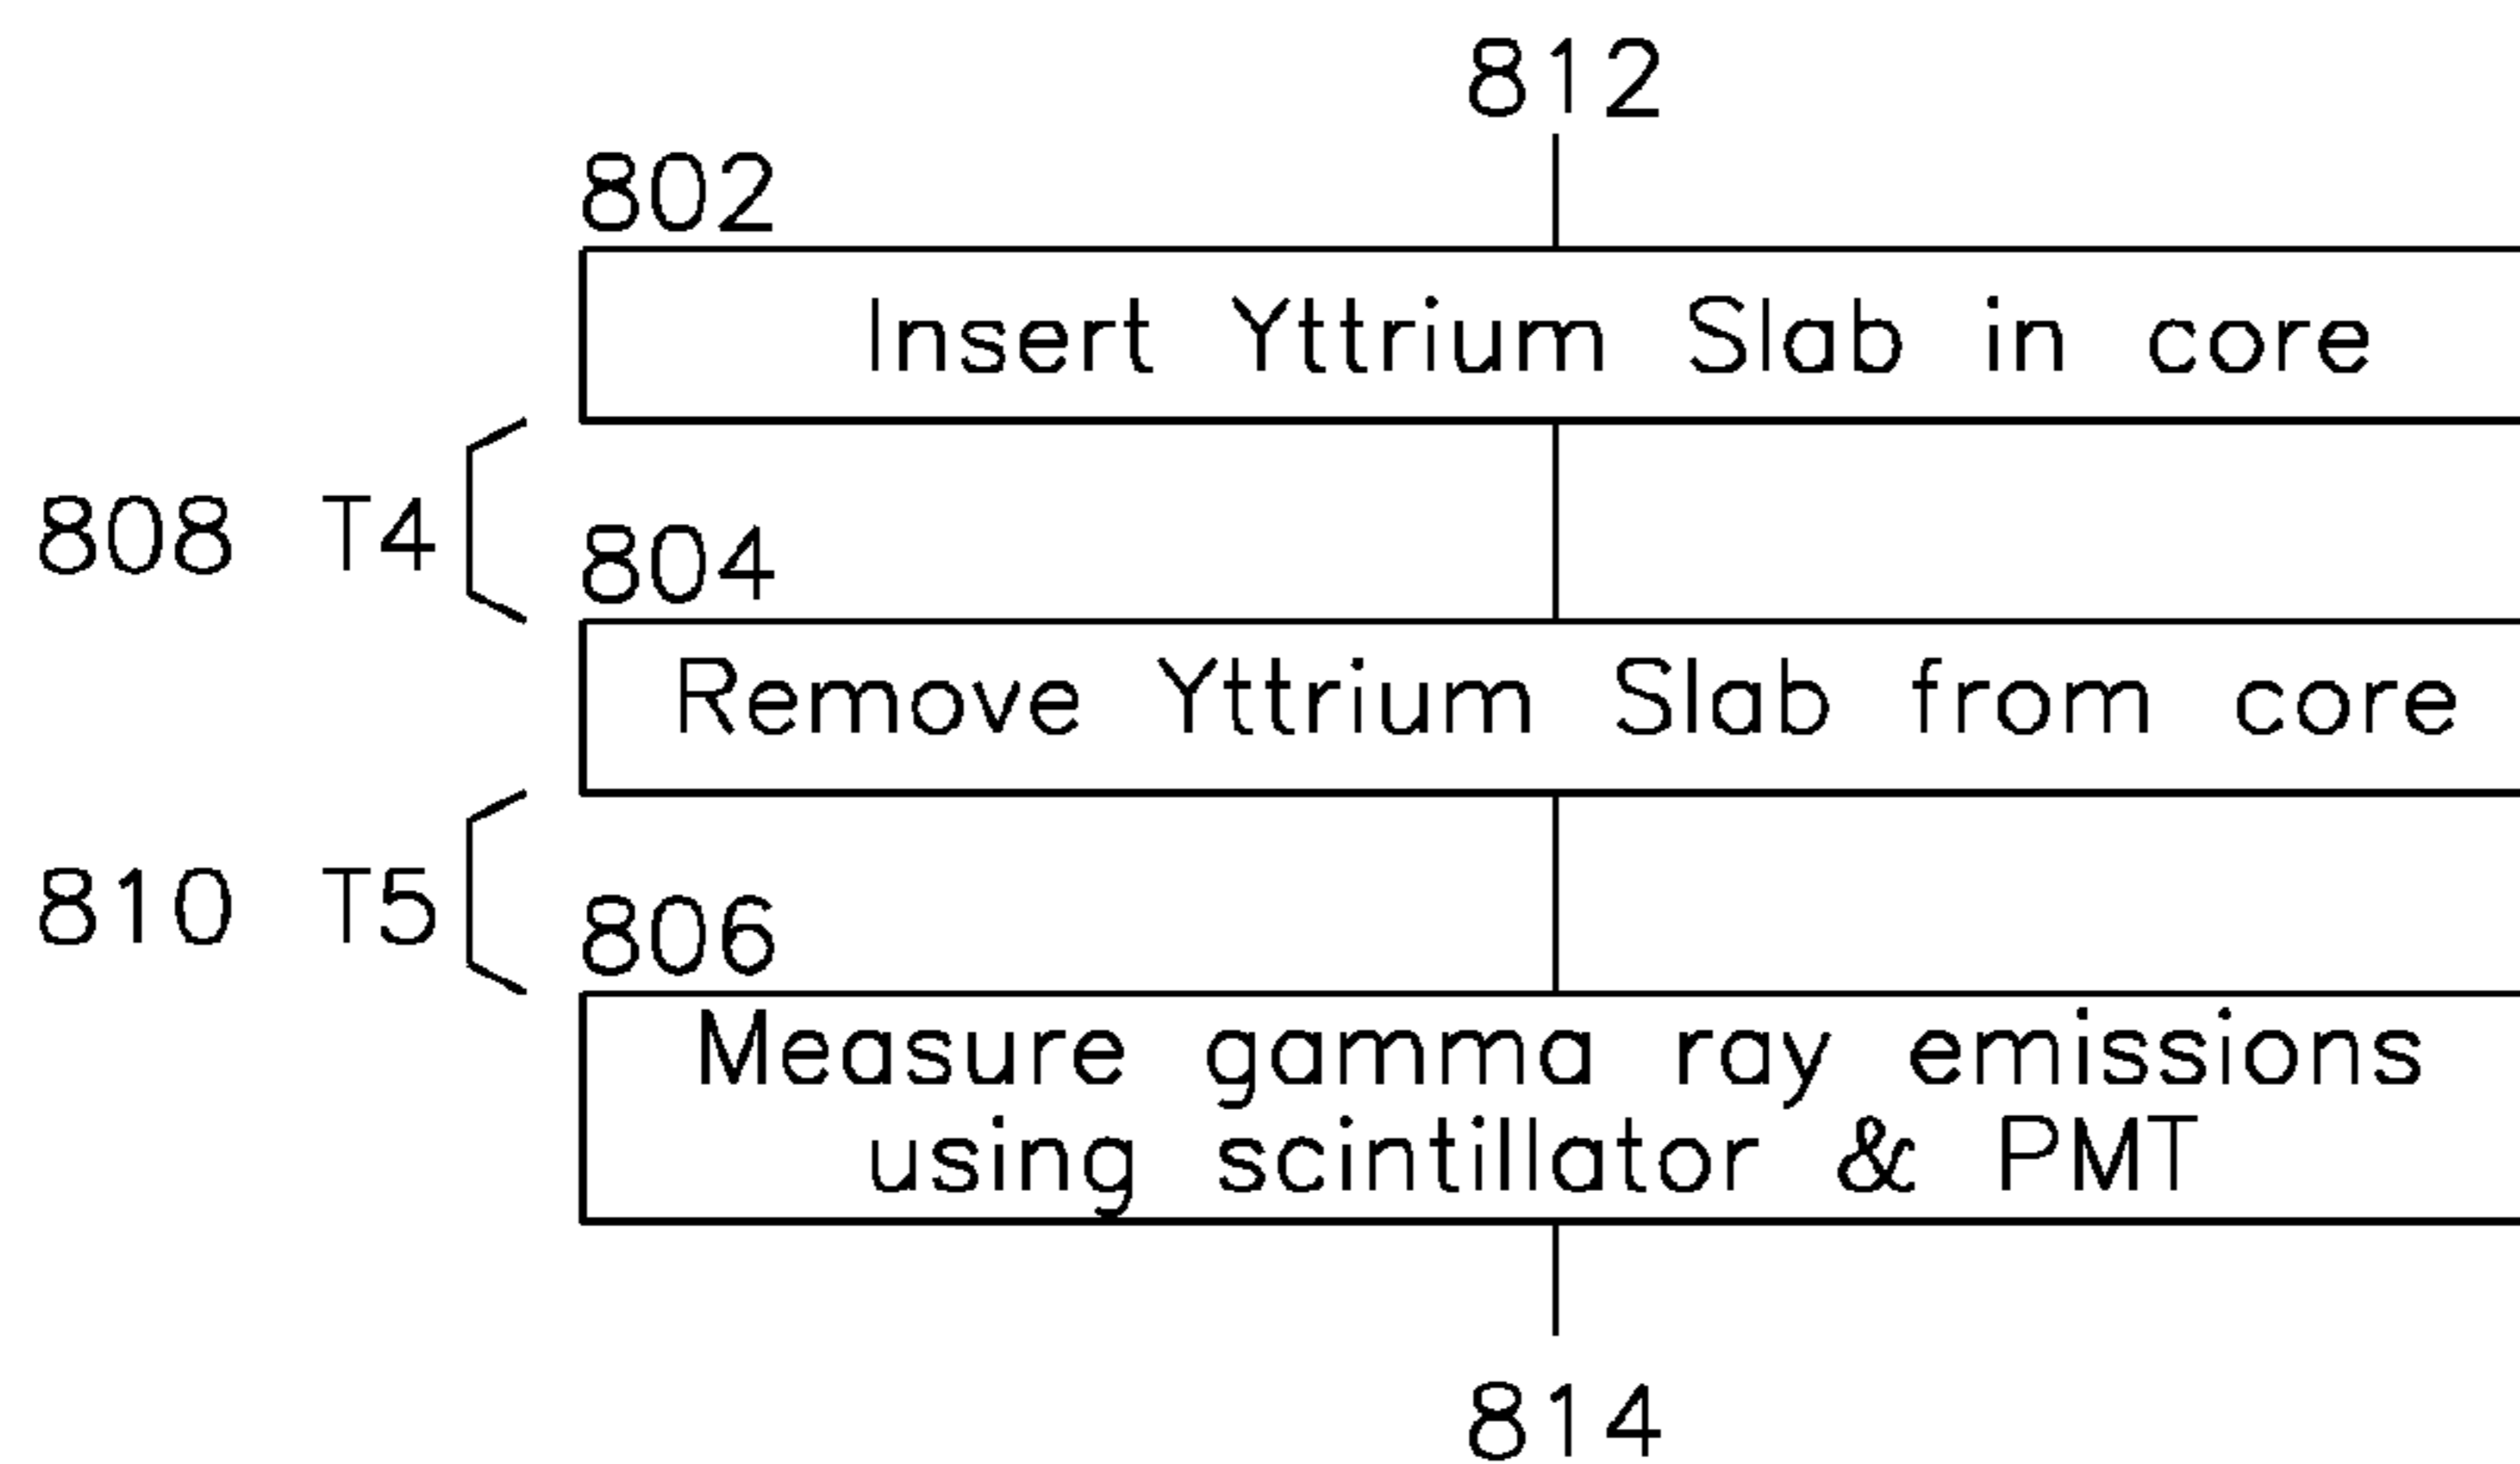 812
802
Insert Yttrium Slab in core
808 T4
804
Remove Yttrium Slab from core
810 T5
806
Measure gamma ray emissions
using scintillator & PMT
814